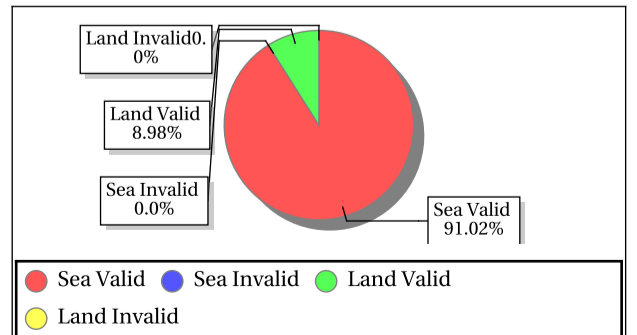 Land Invalid0.
0%
Land Valid
8.98%
Sea Invalid
0.0%
Sea Valid
91.02%
Sea Valid Sea Invalid Land Valid
Land Invalid